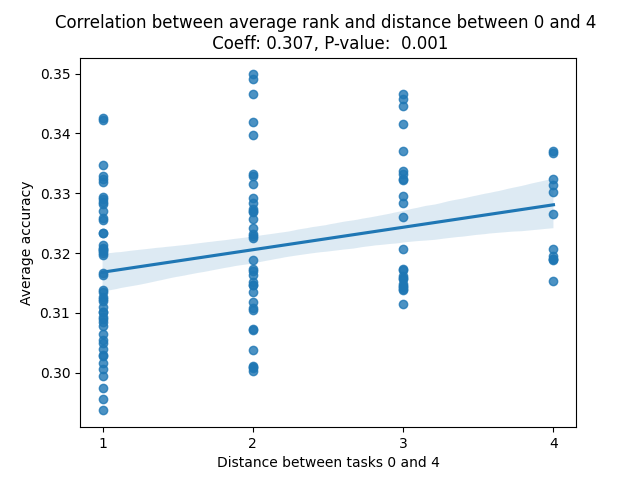 Correlation between average rank and distance between 0 and 4
Coeff: 0.307, P-value:  0.001
0.35
0.34
0.33
0.32
0.31
0.30
Average accuracy
1 2 3 4
Distance between tasks 0 and 4